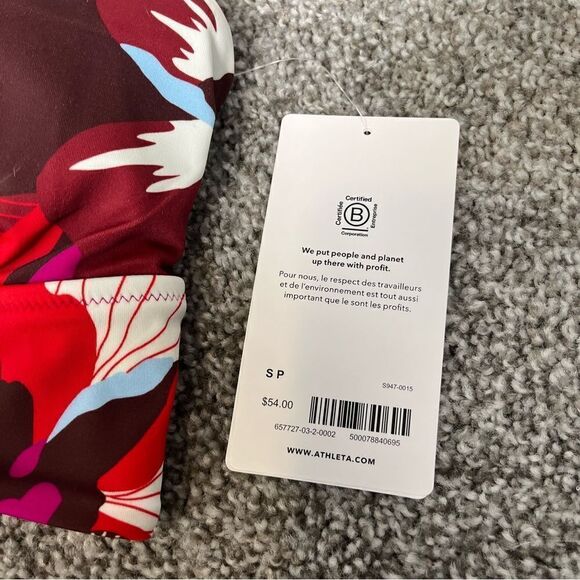 Certified
Certifiée
B
Entreprise
Corporation
We put people and planet
up there with profit.
Pour nous, le respect des travailleurs
et de l'environnement est tout aussi
important que le sont les profits.
S P
S947-0015
$54.00
657727-03-2-0002 500078840695
WWW.ATHLETA.COM